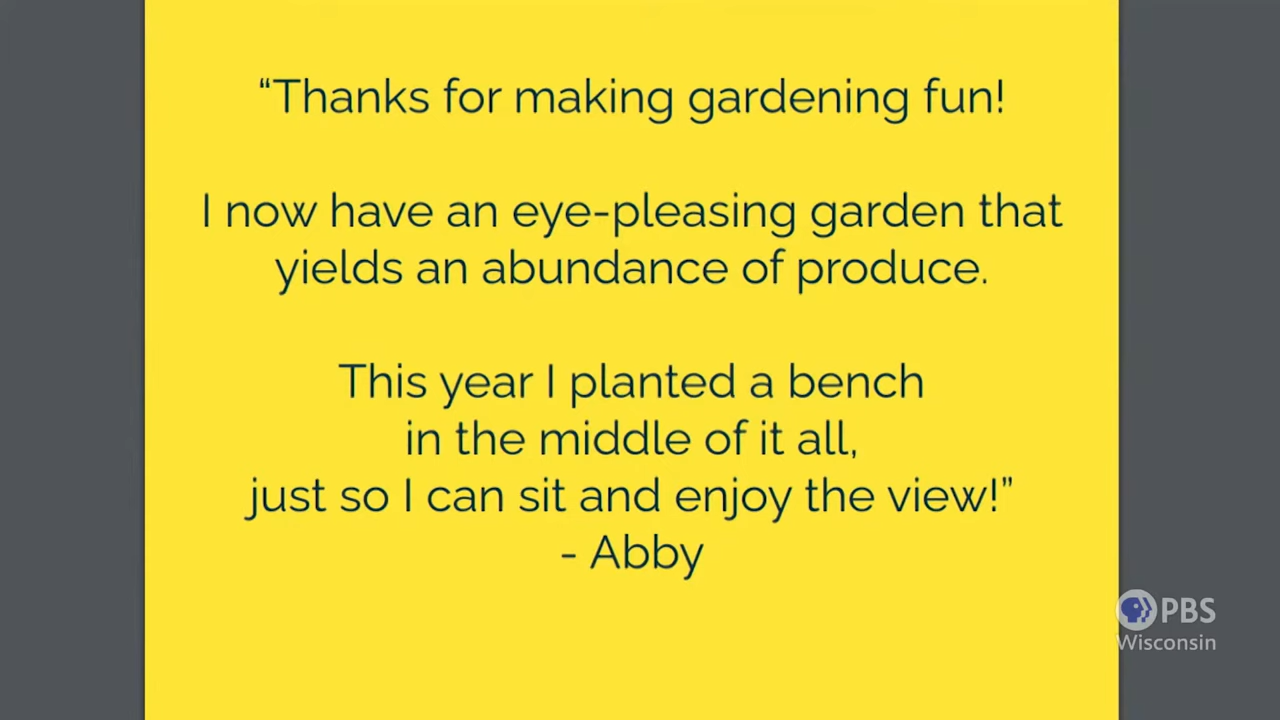 “Thanks for making gardening fun!
I now have an eye-pleasing garden that
yields an abundance of produce.
This year I planted a bench
in the middle of it all,
just so I can sit and enjoy the view!”
- Abby
PBS
Wisconsin